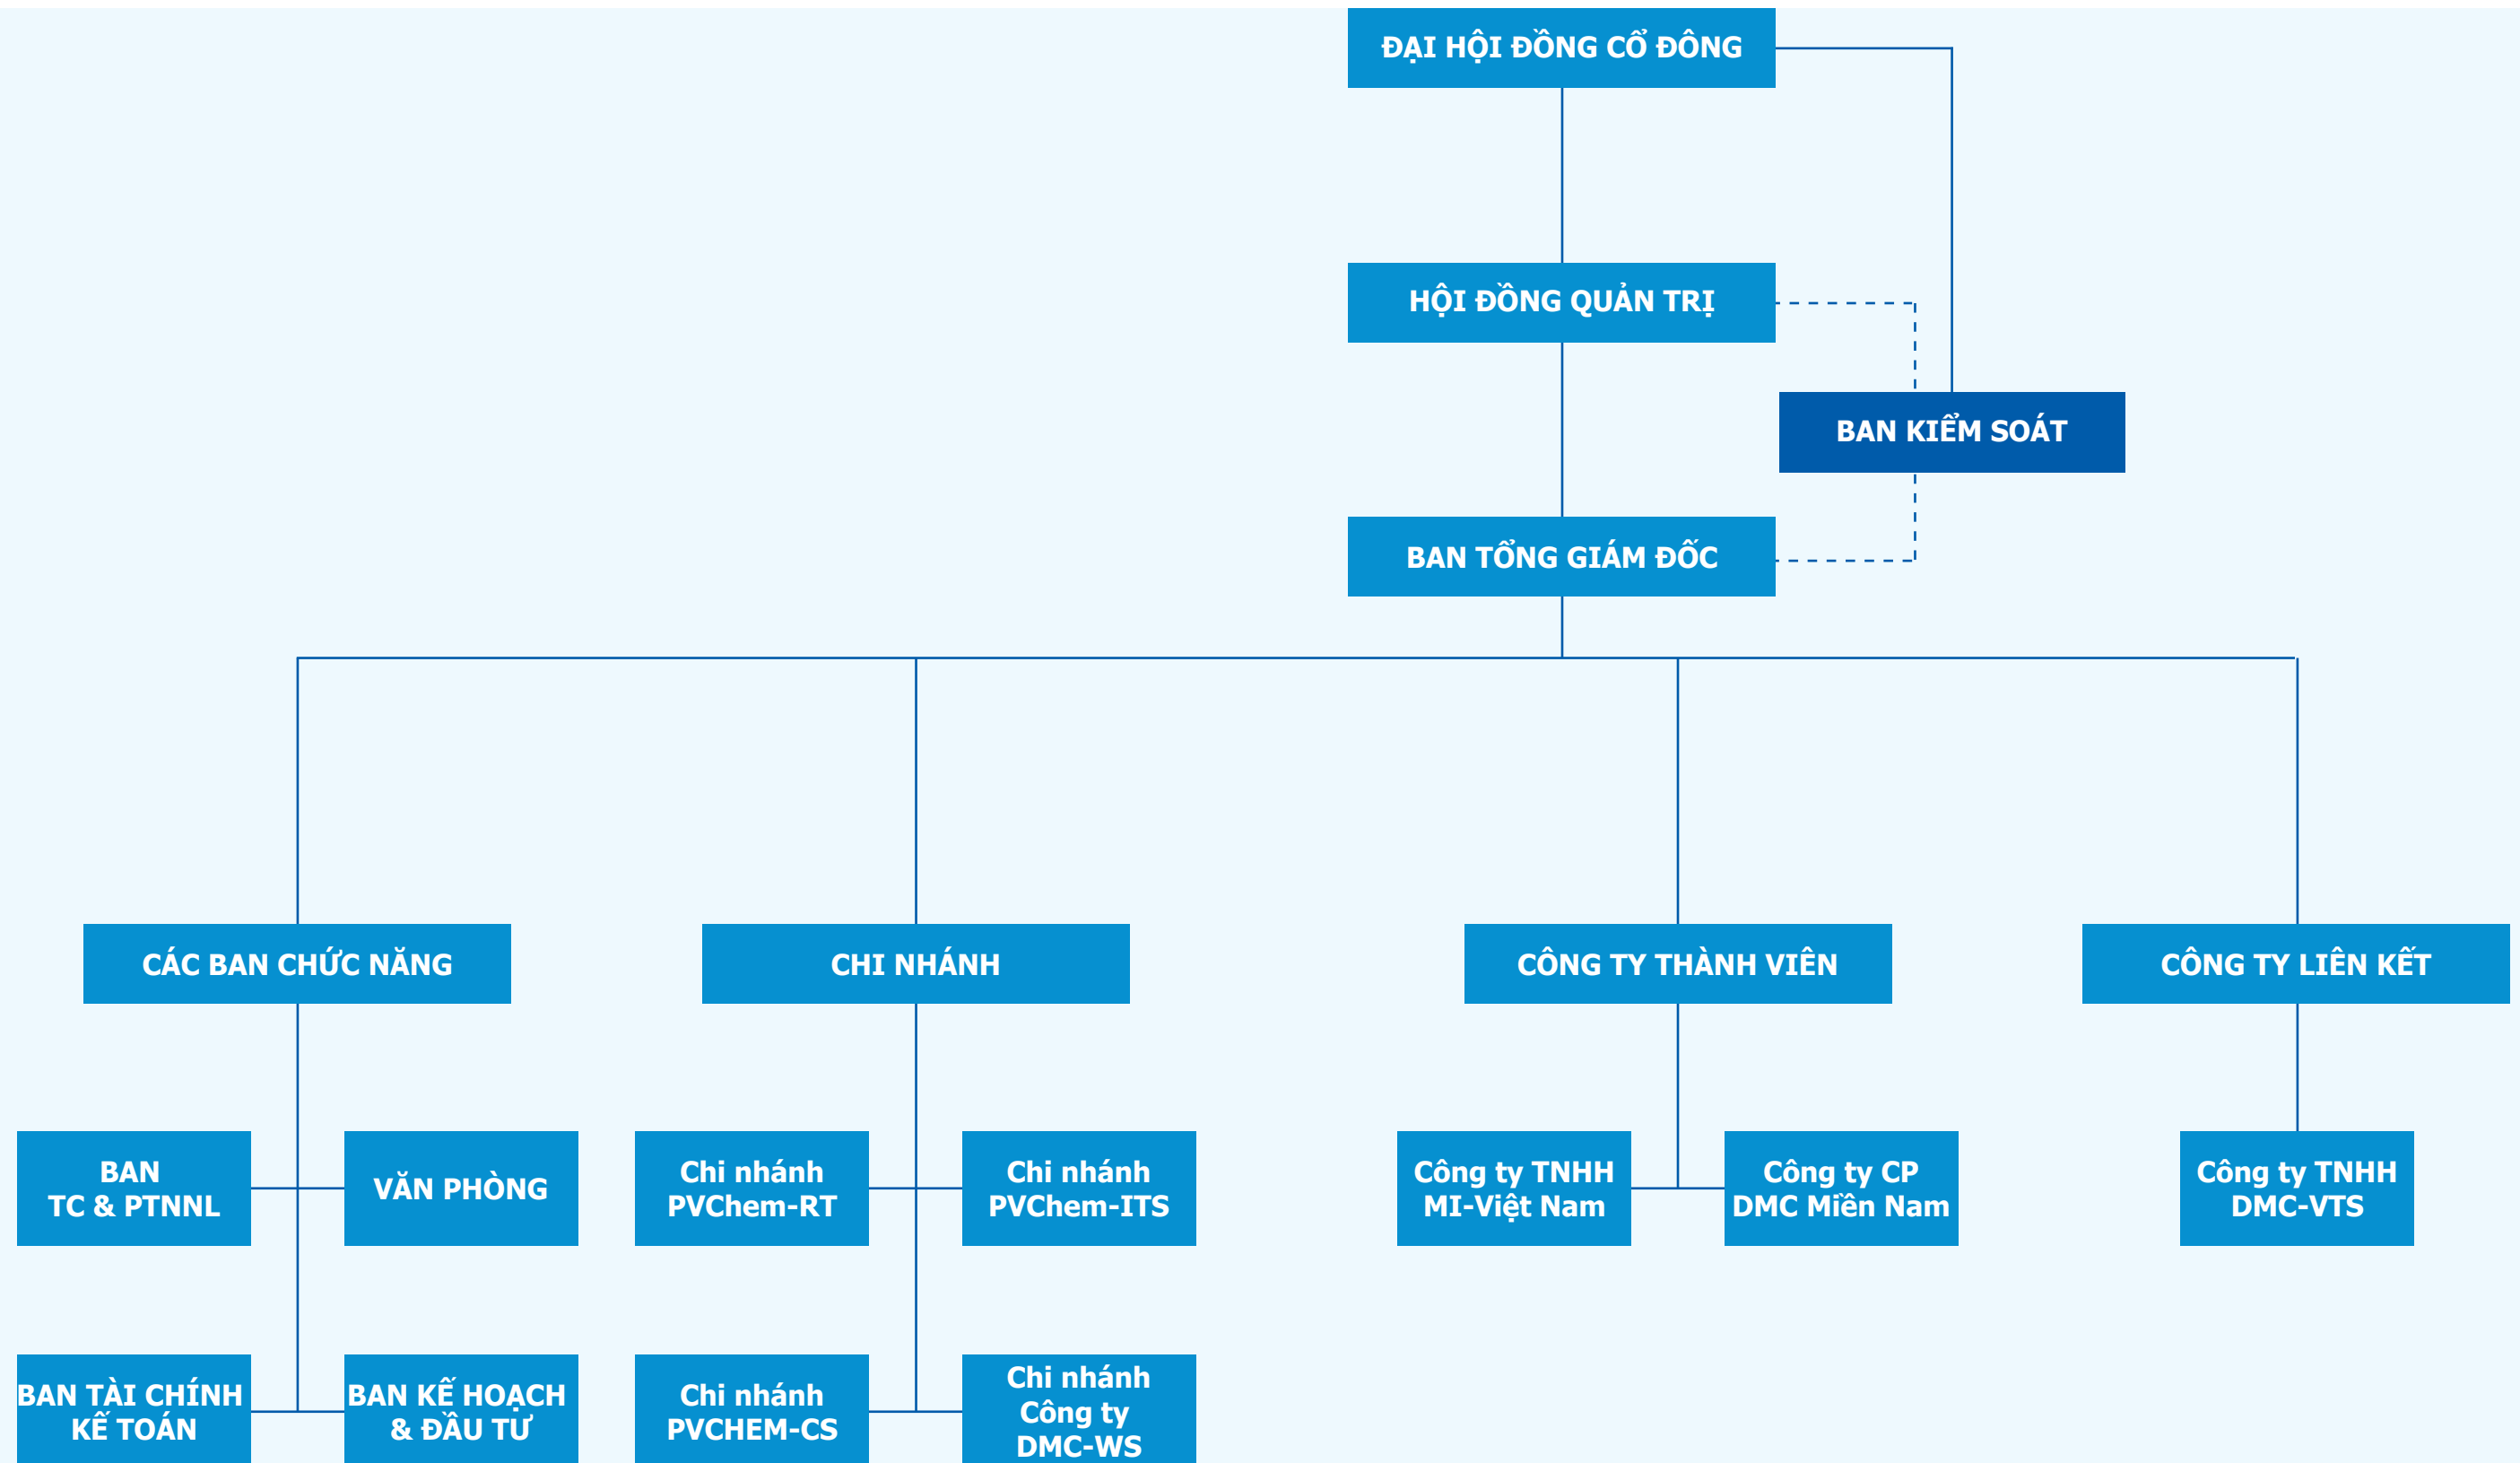 ĐẠI HỘI ĐỒNG CỔ ĐÔNG
HỘI ĐỒNG QUẢN TRỊ
BAN KIỂM SOÁT
BAN TỔNG GIÁM ĐỐC
CÁC BAN CHỨC NĂNG
CHI NHÁNH
CÔNG TY THÀNH VIÊN
CÔNG TY LIÊN KẾT
BAN
TC & PTNNL
VĂN PHÒNG
Chi nhánh
PVChem-RT
Chi nhánh
PVChem-ITS
Công ty TNHH
MI-Việt Nam
Công ty CP
DMC Miền Nam
Công ty TNHH
DMC-VTS
BAN TÀI CHÍNH
KẾ TOÁN
BAN KẾ HOẠCH
& ĐẦU TƯ
Chi nhánh
PVCHEM-CS
Chi nhánh
Công ty
DMC-WS